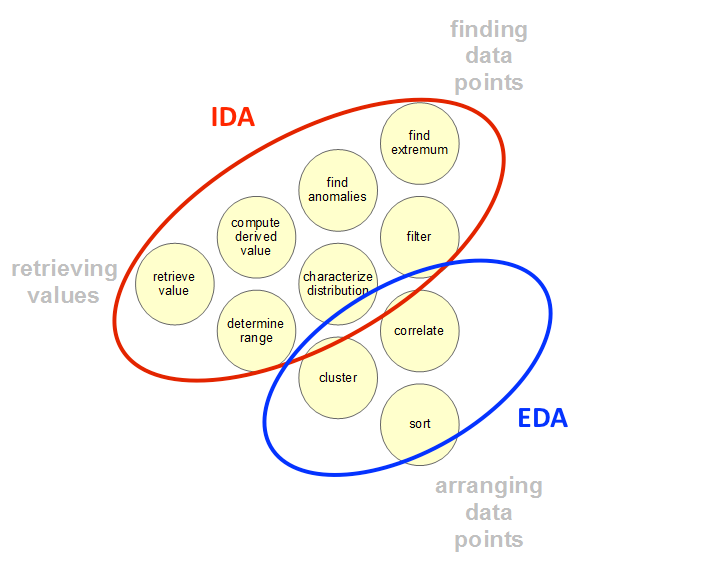 finding
data
points
IDA
find
extremum
find
anomalies
compute
derived
value
filter
retrieving
values
retrieve
value
characterize
distribution
determine
range
correlate
cluster
EDA
sort
arranging
data
points